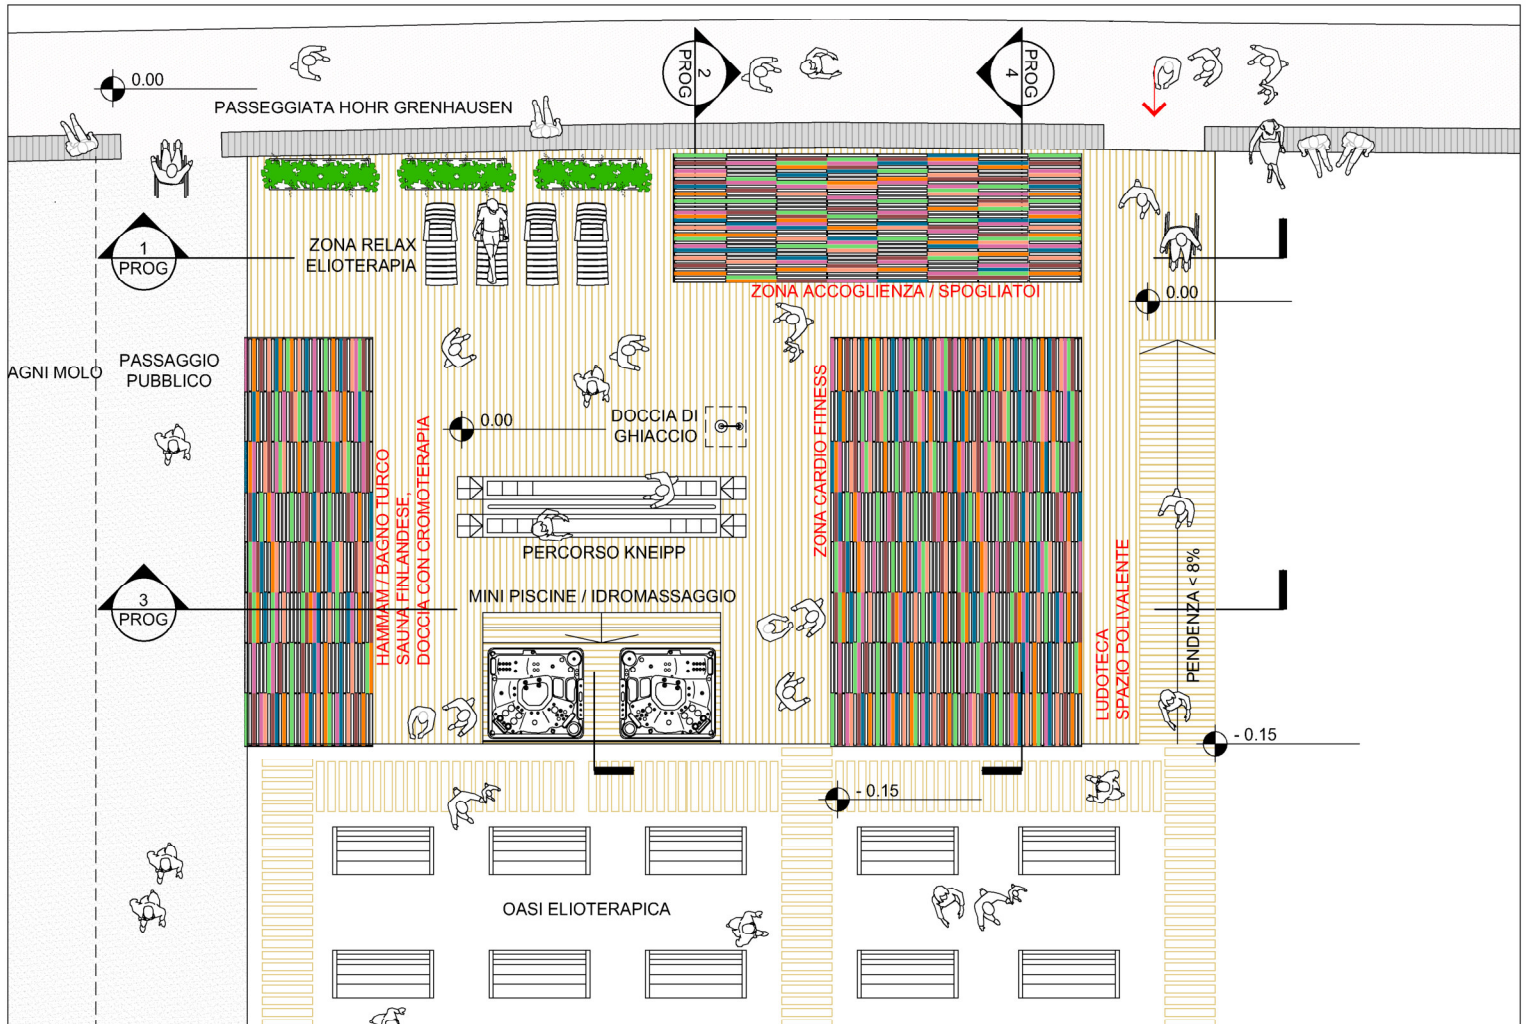 2
PROG
4
PROG
0.00
PASSEGGIATA HOHR GRENHAUSEN
1
PROG
ZONA RELAX
ELIOTERAPIA
ZONA ACCOGLIENZA / SPOGLIATOI
0.00
AGNI MOLO
PASSAGGIO
PUBBLICO
0.00
DOCCIA DI
GHIACCIO
HAMMAM / BAGNO TURCO
SAUNA FINLANDESE,
DOCCIA CON CROMOTERAPIA
ZONA CARDIO FITNESS
PERCORSO KNEIPP
MINI PISCINE / IDROMASSAGGIO
3
PROG
LUDOTECA
SPAZIO POLIVALENTE
PENDENZA < 8%
- 0.15
- 0.15
OASI ELIOTERAPICA